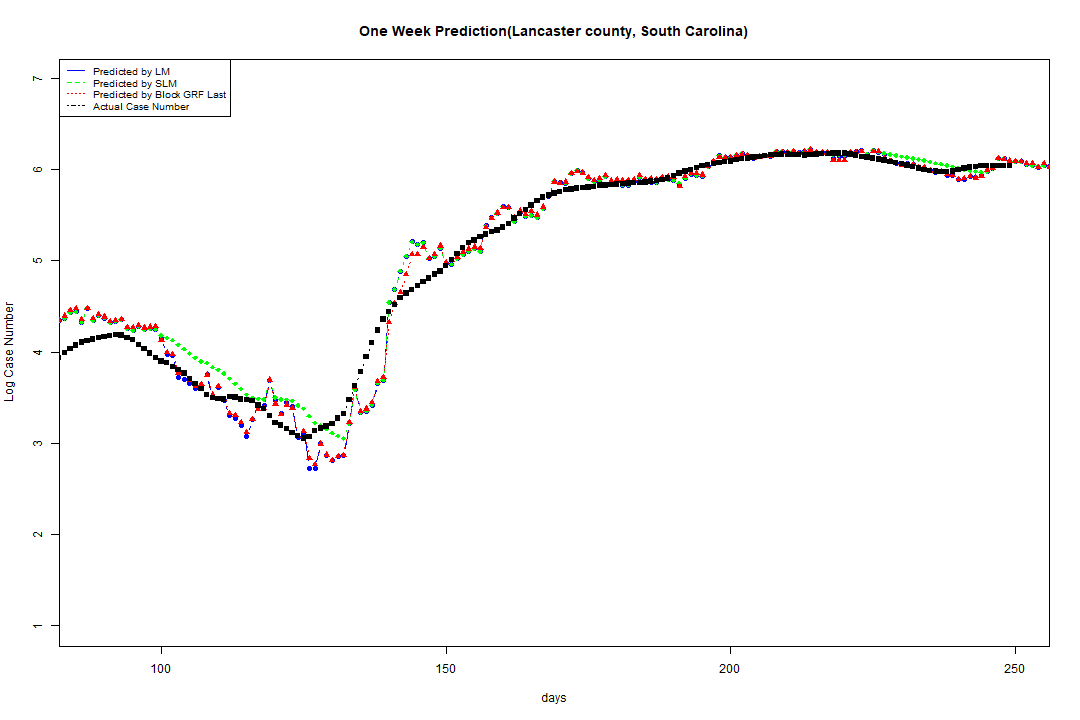 One Week Prediction(Lancaster county, South Carolina)
Predicted by LM
Predicted by SLM
Predicted by Block GRF Last
Actual Case Number
7
6
5
4
3
2
1
Log Case Number
100 150 200 250
days